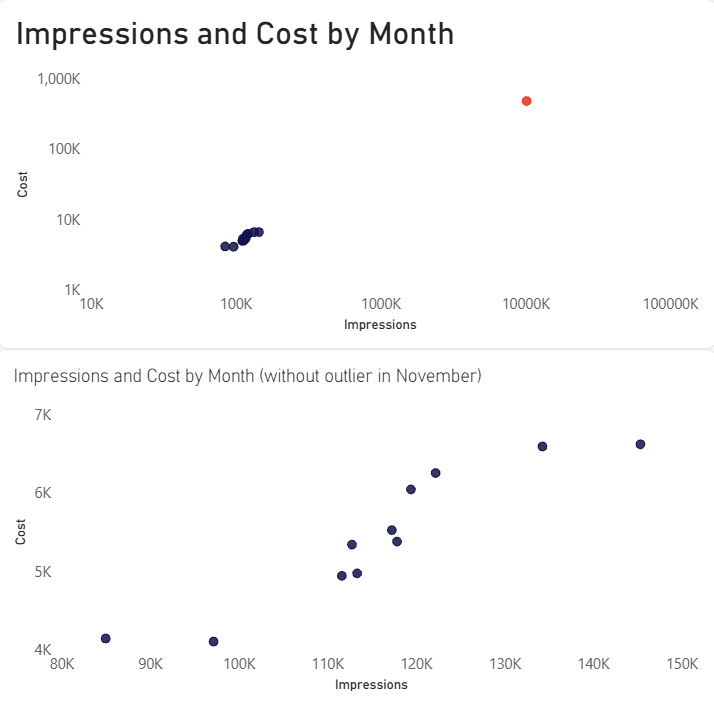 Impressions and Cost by Month
1,000K
100K
10K
1K
Cost
10K 100K 1000K 10000K 100000K
Impressions
Impressions and Cost by Month (without outlier in November)
7K
6K
5K
4K
Cost
80K 90K 100K 110K 120K 130K 140K 150K
Impressions